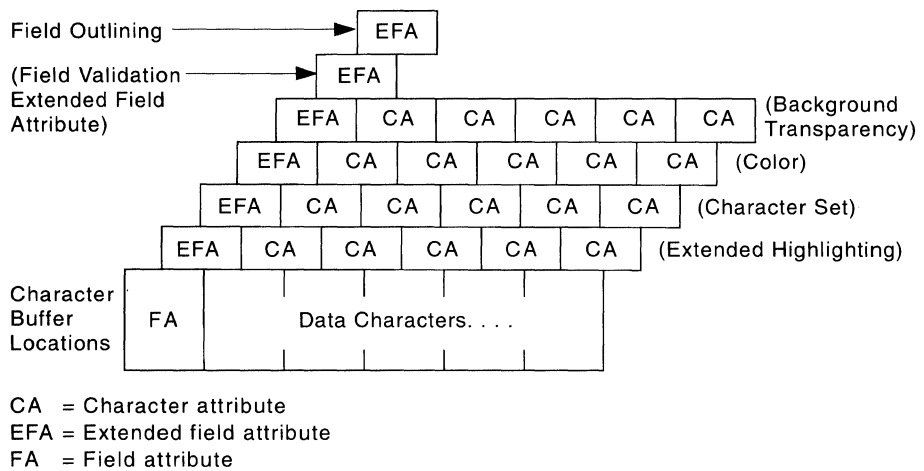 Field Outlining EFA
(Field Validation EFA
Extended Field
Attribute)
EFA CA CA CA CA CA (Background
Transparency)
EFA CA CA CA CA CA (Color)
EFA CA CA CA CA CA (Character Set)
EFA CA CA CA CA CA (Extended Highlighting)
Character
Buffer
Locations
FA Data Characters. . . .
CA = Character attribute
EFA = Extended field attribute
FA = Field attribute